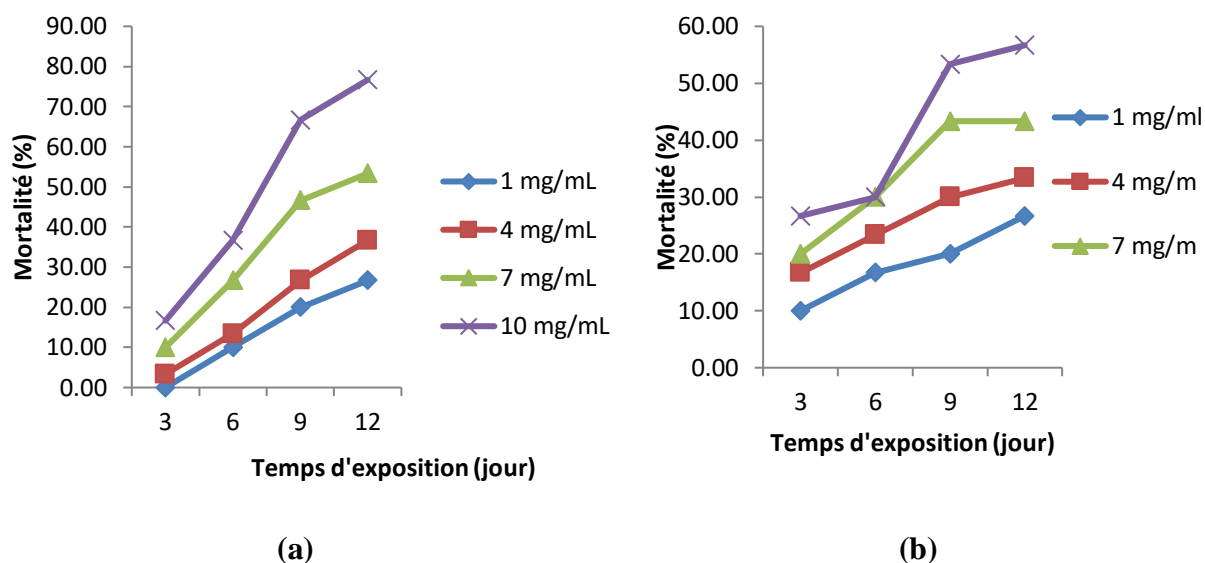 90.00
80.00
70.00
60.00
50.00
40.00
30.00
20.00
10.00
0.00
Mortalité (%)
3 6 9 12
Temps d'exposition (jour)
1 mg/mL
4 mg/mL
7 mg/mL
10 mg/mL
(a)
60.00
50.00
40.00
30.00
20.00
10.00
0.00
Mortalité (%)
3 6 9 12
Temps d'exposition (jour)
1 mg/ml
4 mg/m
7 mg/m
(b)